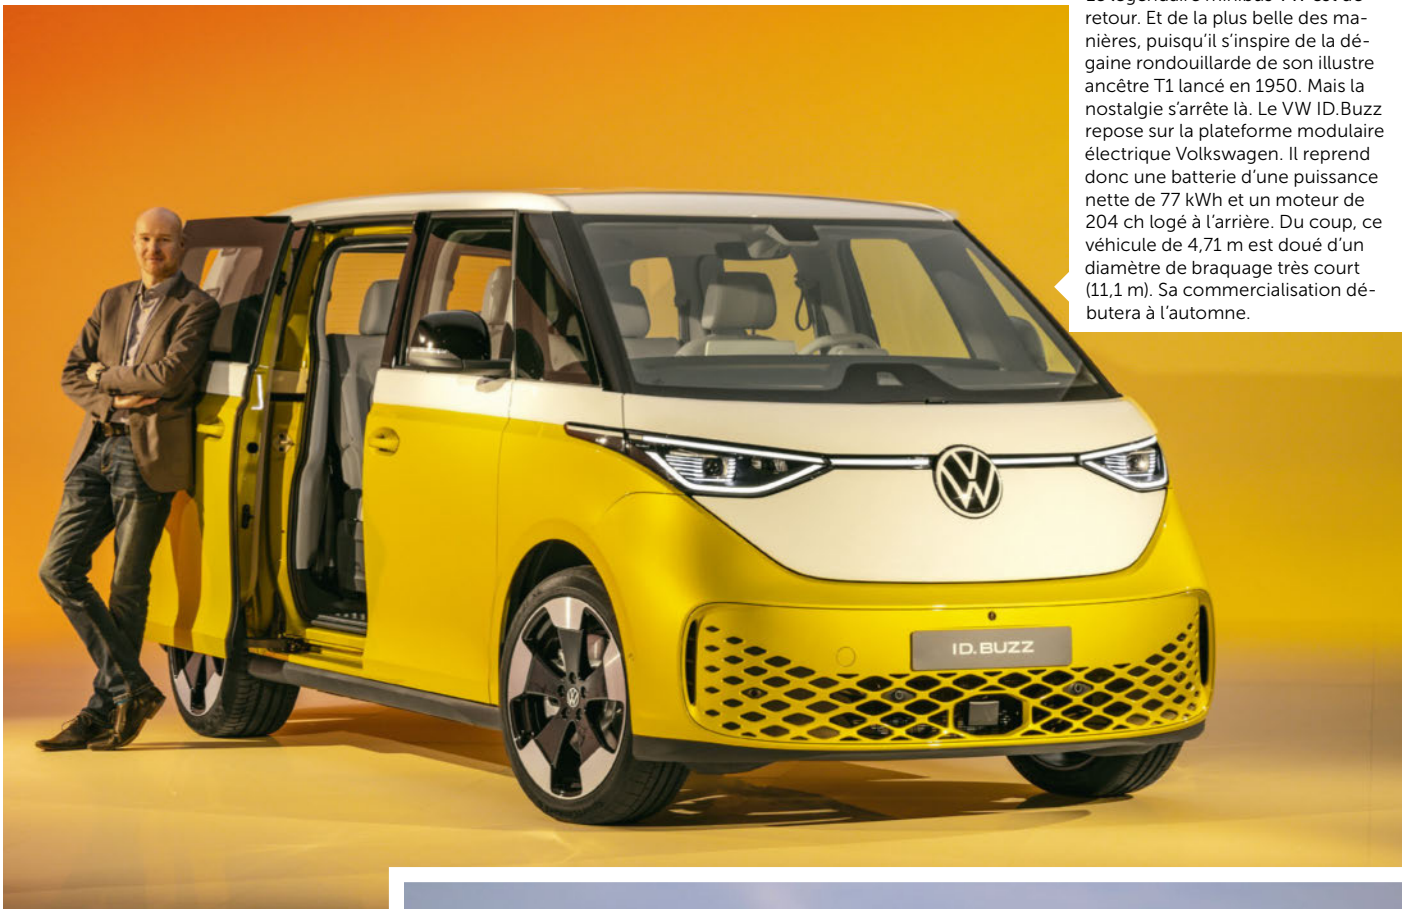 retour. Et de la plus belle des ma-
nières, puisqu'il s'inspire de la dé-
gaine rondouillarde de son illustre
ancêtre T1 lancé en 1950. Mais la
nostalgie s'arrête là. Le VW ID.Buzz
repose sur la plateforme modulaire
électrique Volkswagen. Il reprend
donc une batterie d'une puissance
nette de 77 kWh et un moteur de
204 ch logé à l'arrière. Du coup, ce
véhicule de 4,71 m est doué d'un
diamètre de braquage très court
(11,1 m). Sa commercialisation dé-
butera à l'automne.
ID.BUZZ